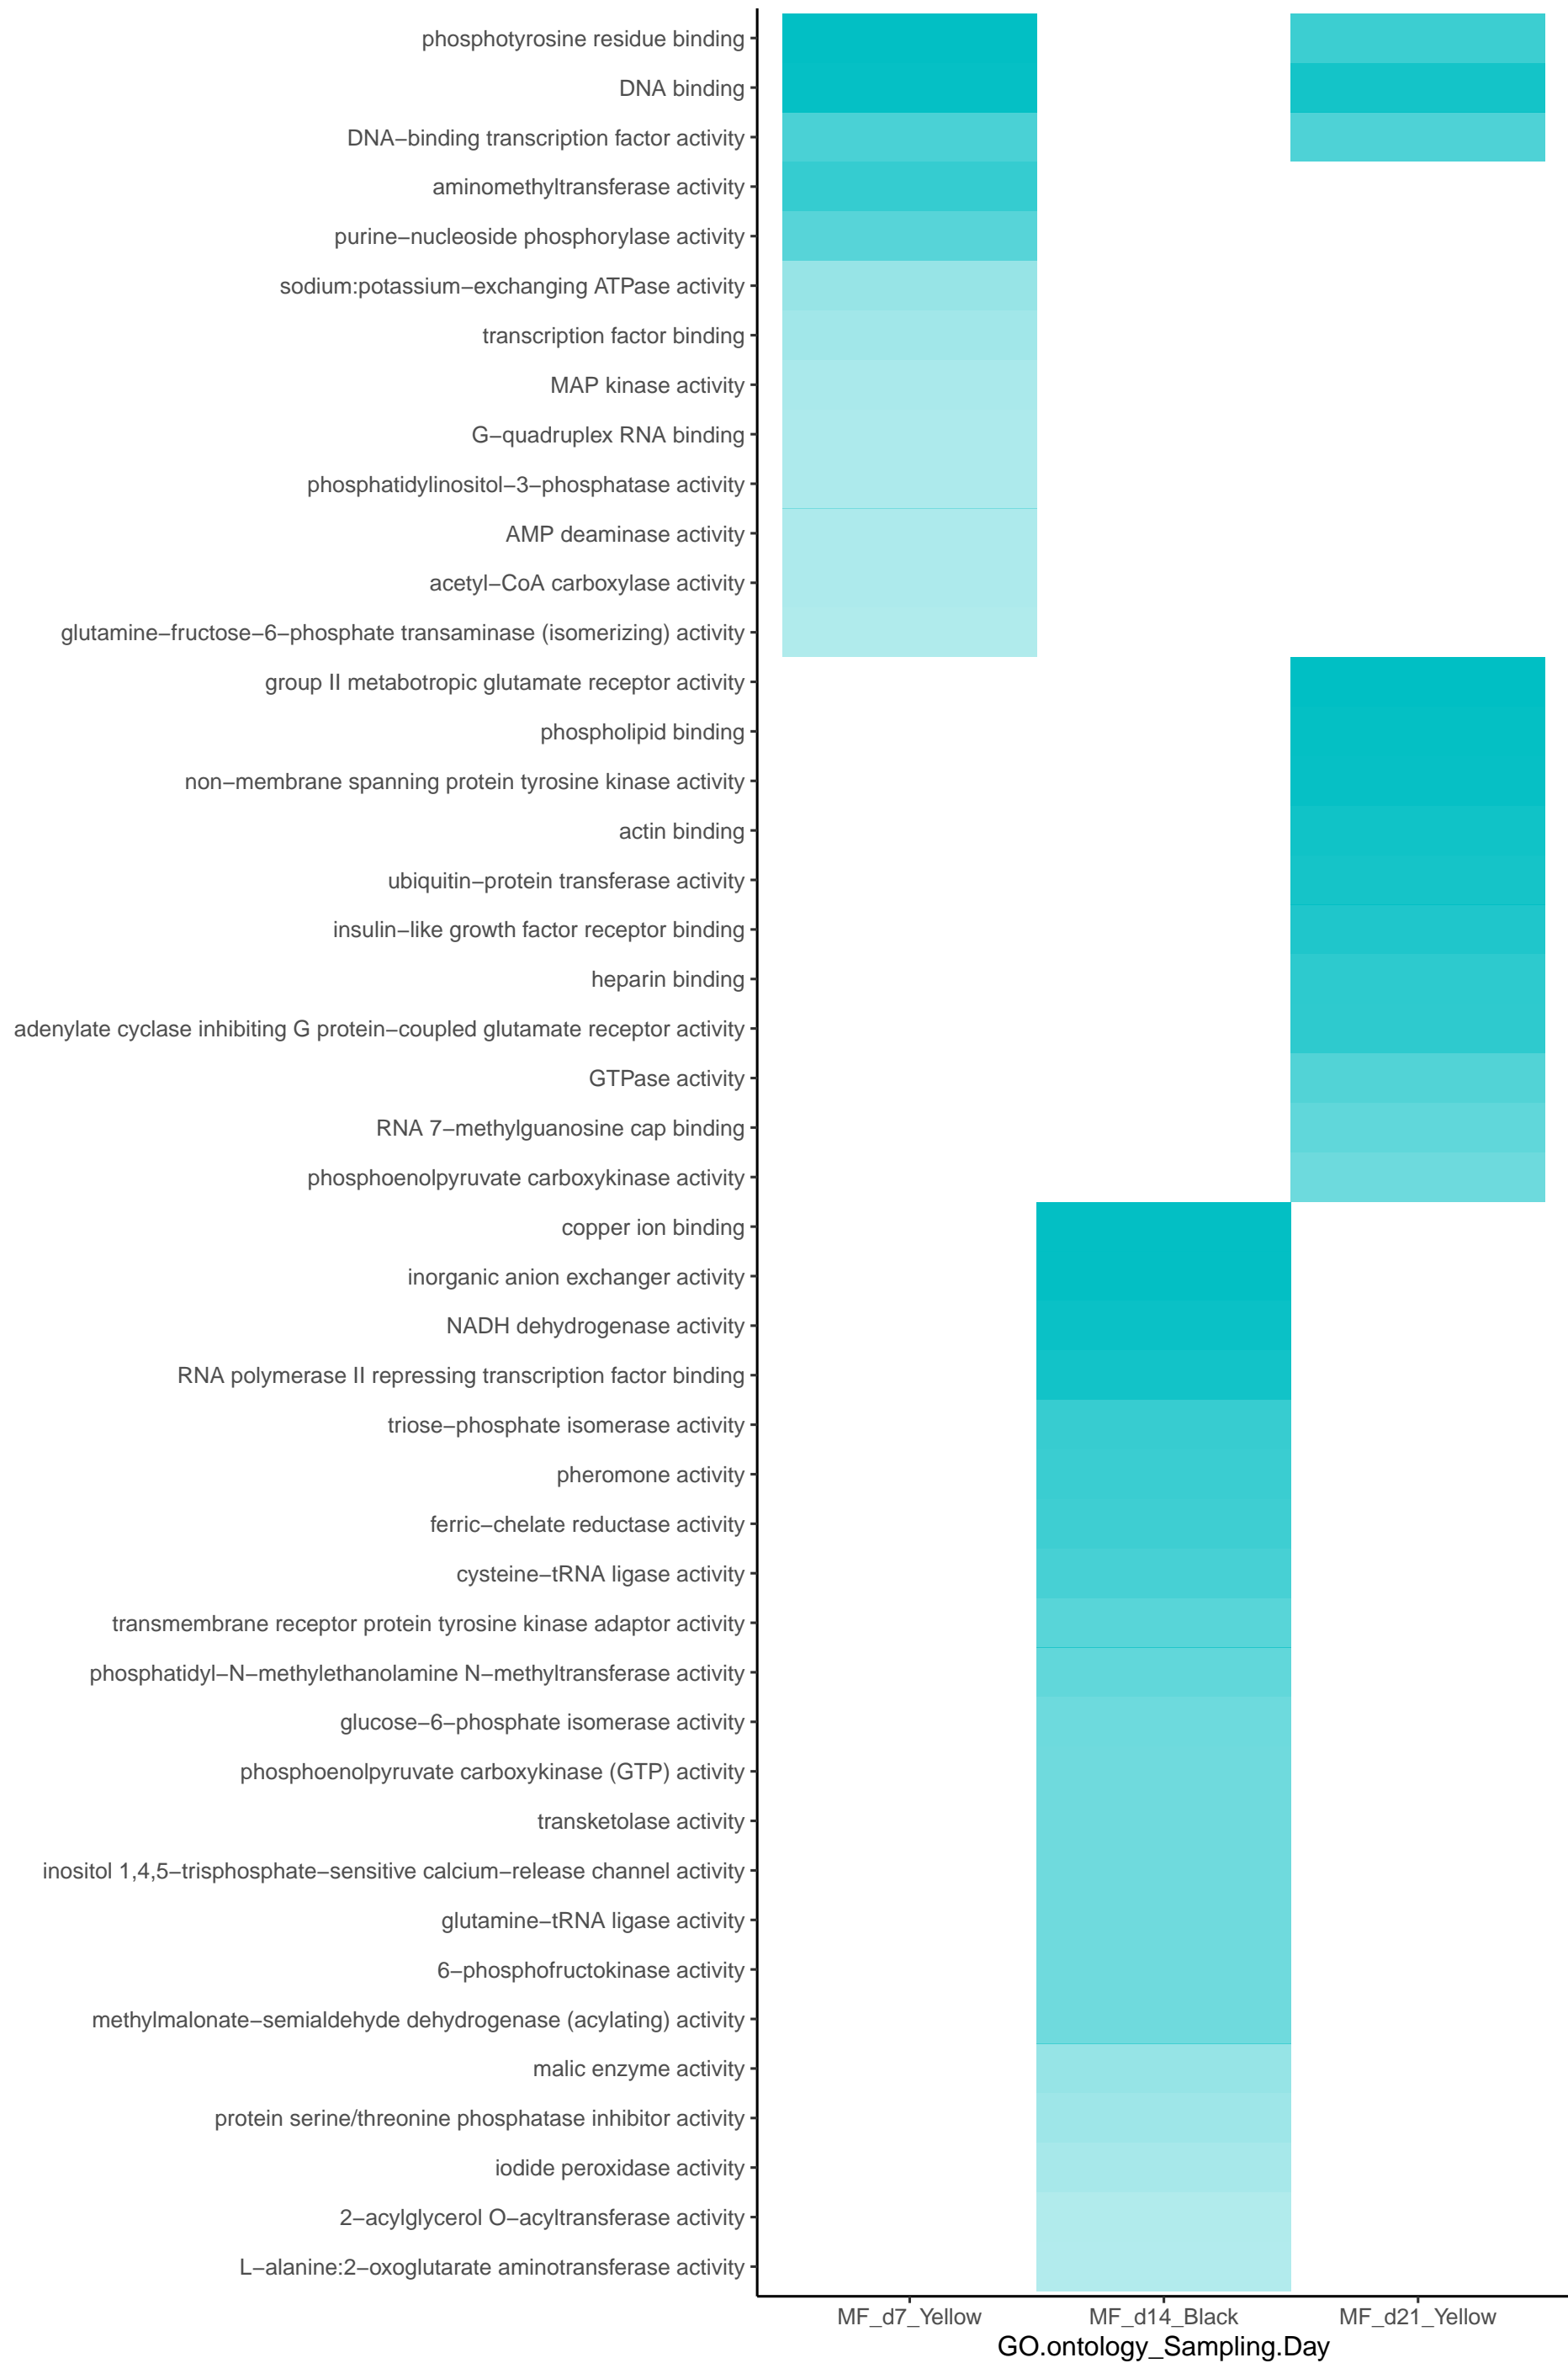 phosphotyrosine residue binding
DNA binding
DNA−binding transcription factor activity
aminomethyltransferase activity
purine−nucleoside phosphorylase activity
sodium:potassium−exchanging ATPase activity
transcription factor binding
MAP kinase activity
G−quadruplex RNA binding
phosphatidylinositol−3−phosphatase activity
AMP deaminase activity
acetyl−CoA carboxylase activity
glutamine−fructose−6−phosphate transaminase (isomerizing) activity
group II metabotropic glutamate receptor activity
phospholipid binding
non−membrane spanning protein tyrosine kinase activity
actin binding
ubiquitin−protein transferase activity
insulin−like growth factor receptor binding
heparin binding
adenylate cyclase inhibiting G protein−coupled glutamate receptor activity
GTPase activity
RNA 7−methylguanosine cap binding
phosphoenolpyruvate carboxykinase activity
copper ion binding
inorganic anion exchanger activity
NADH dehydrogenase activity
RNA polymerase II repressing transcription factor binding
triose−phosphate isomerase activity
pheromone activity
ferric−chelate reductase activity
cysteine−tRNA ligase activity
transmembrane receptor protein tyrosine kinase adaptor activity
phosphatidyl−N−methylethanolamine N−methyltransferase activity
glucose−6−phosphate isomerase activity
phosphoenolpyruvate carboxykinase (GTP) activity
transketolase activity
inositol 1,4,5−trisphosphate−sensitive calcium−release channel activity
glutamine−tRNA ligase activity
6−phosphofructokinase activity
methylmalonate−semialdehyde dehydrogenase (acylating) activity
malic enzyme activity
protein serine/threonine phosphatase inhibitor activity
iodide peroxidase activity
2−acylglycerol O−acyltransferase activity
L−alanine:2−oxoglutarate aminotransferase activity
MF_d7_Yellow MF_d14_Black MF_d21_Yellow
GO.ontology_Sampling.Day